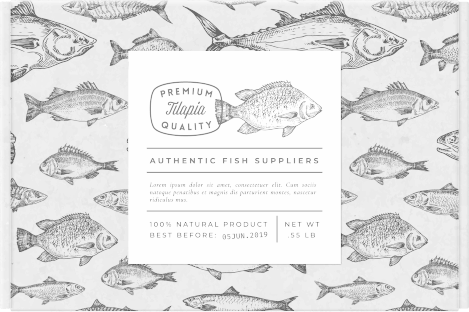 PREMIUM
Tilapia
QUALITY
AUTHENTIC FISH SUPPLIERS
Lorem ipsum dolor sit amet, consectetuer elit. Cum sociis
natoque penatibus et magnis dis parturient montes, nascetur
ridiculus mus.
100% NATURAL PRODUCT
BEST BEFORE: 05JUN.2019
NET WT
.55 LB